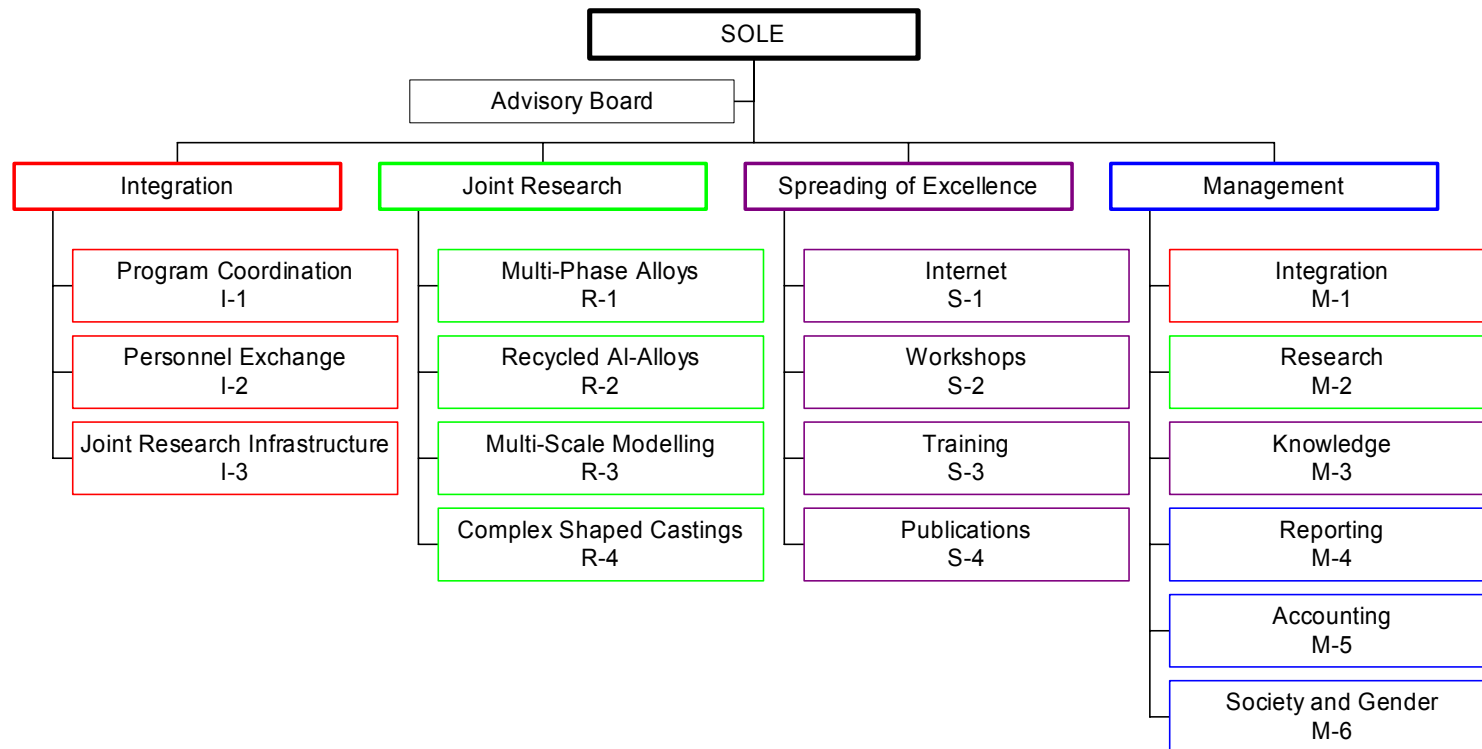 SOLE
Advisory Board
Integration
Joint Research
Spreading of Excellence
Management
Program Coordination
I-1
Personnel Exchange
I-2
Joint Research Infrastructure
I-3
Multi-Phase Alloys
R-1
Recycled Al-Alloys
R-2
Multi-Scale Modelling
R-3
Complex Shaped Castings
R-4
Internet
S-1
Workshops
S-2
Training
S-3
Publications
S-4
Integration
M-1
Research
M-2
Knowledge
M-3
Reporting
M-4
Accounting
M-5
Society and Gender
M-6